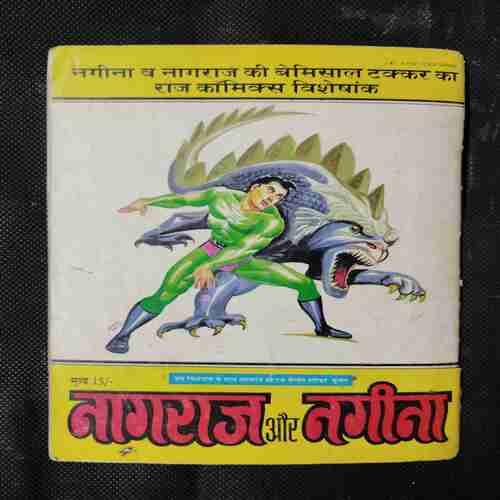 नगीना व नागराज की बेमिसाल टक्कर का
राज कॉमिक्स विशेषांक
मूल्य 15/-
नागराज और नगीना